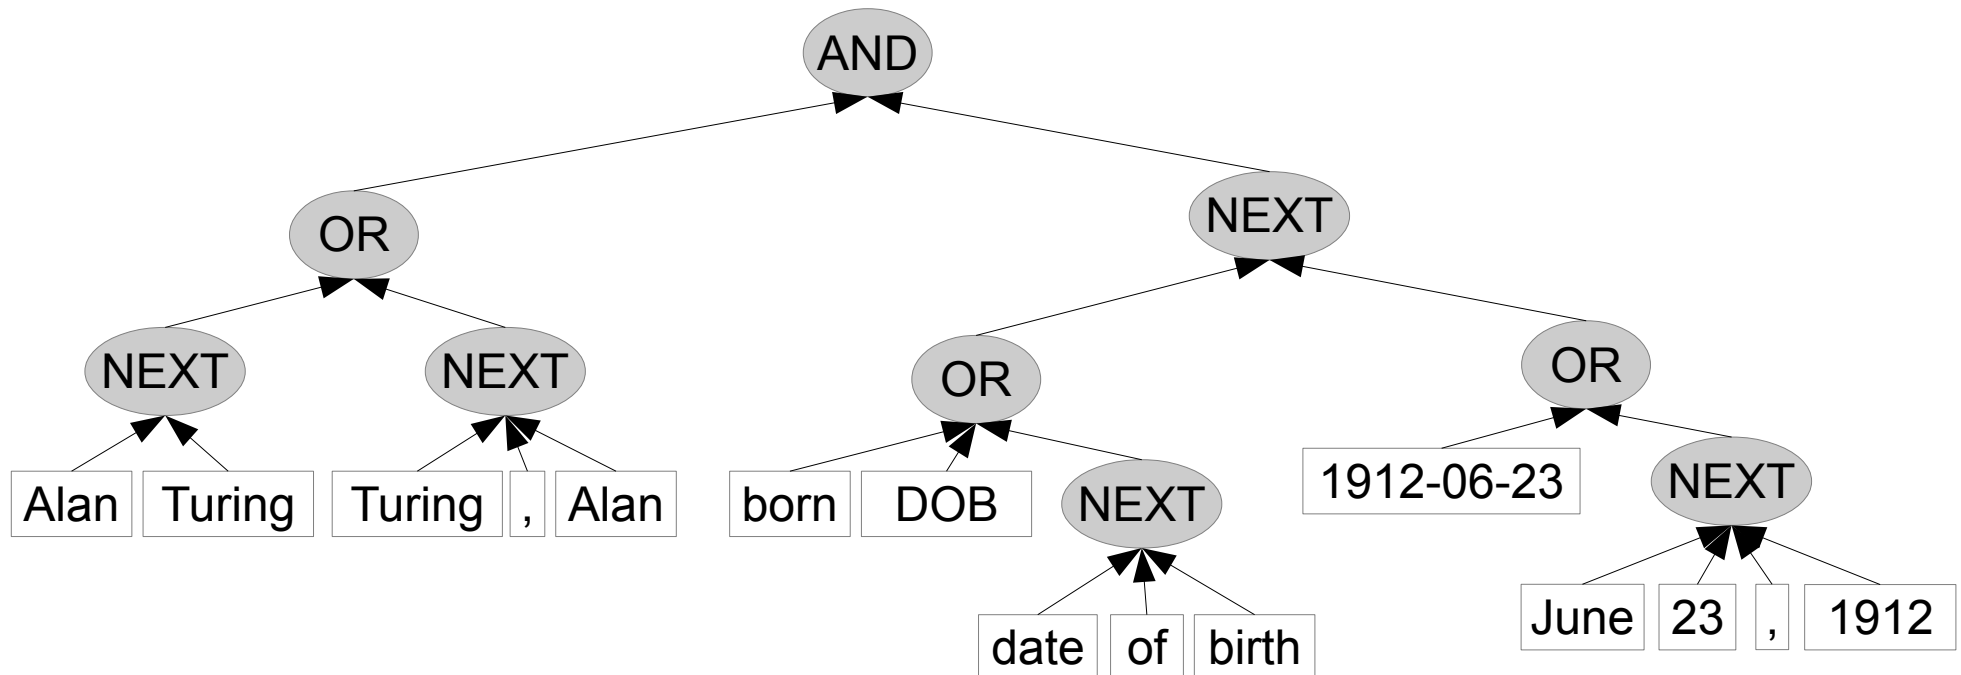 AND
OR NEXT
NEXT NEXT OR OR
Alan Turing Turing , Alan born DOB NEXT 1912-06-23 NEXT
date of birth June 23 , 1912